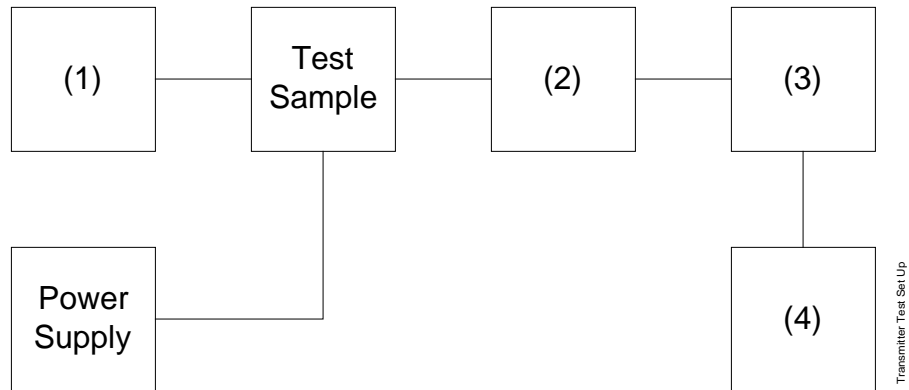 (1)
Test
Sample
(2)
(3)
Power
Supply
(4)
Transmitter Test Set Up